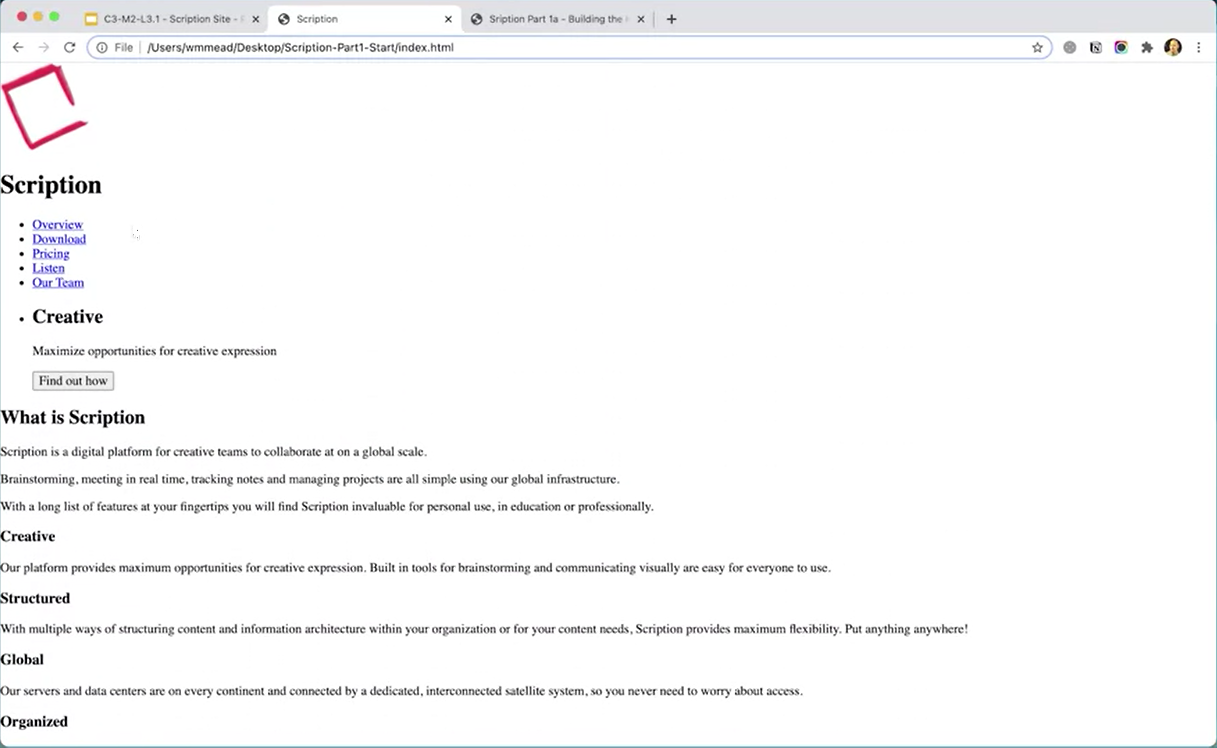 C3-M2-L3.1 - Scription Site -
Scription
Sription Part 1a - Building the
File
/Users/wmmead/Desktop/Scription-Part1-Start/index.html
Scription
Overview
Download
Pricing
Listen
Our Team
Creative
Maximize opportunities for creative expression
Find out how
What is Scription
Scription is a digital platform for creative teams to collaborate at on a global scale.
Brainstorming, meeting in real time, tracking notes and managing projects are all simple using our global infrastructure.
With a long list of features at your fingertips you will find Scription invaluable for personal use, in education or professionally.
Creative
Our platform provides maximum opportunities for creative expression. Built in tools for brainstorming and communicating visually are easy for everyone to use.
Structured
With multiple ways of structuring content and information architecture within your organization or for your content needs, Scription provides maximum flexibility. Put anything anywhere!
Global
Our servers and data centers are on every continent and connected by a dedicated, interconnected satellite system, so you never need to worry about access.
Organized